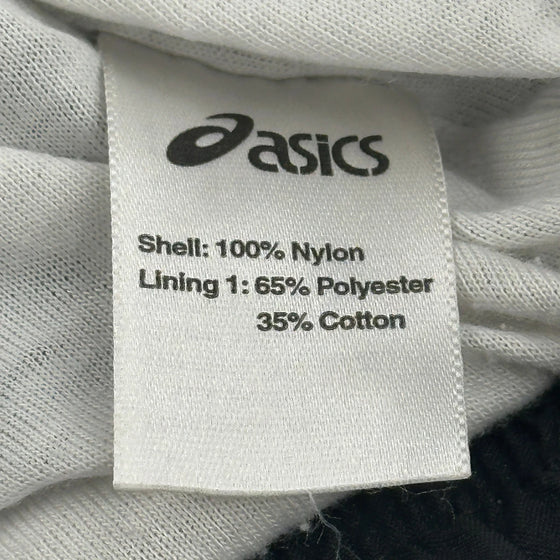 asics
Shell: 100% Nylon
Lining 1: 65% Polyester
35% Cotton